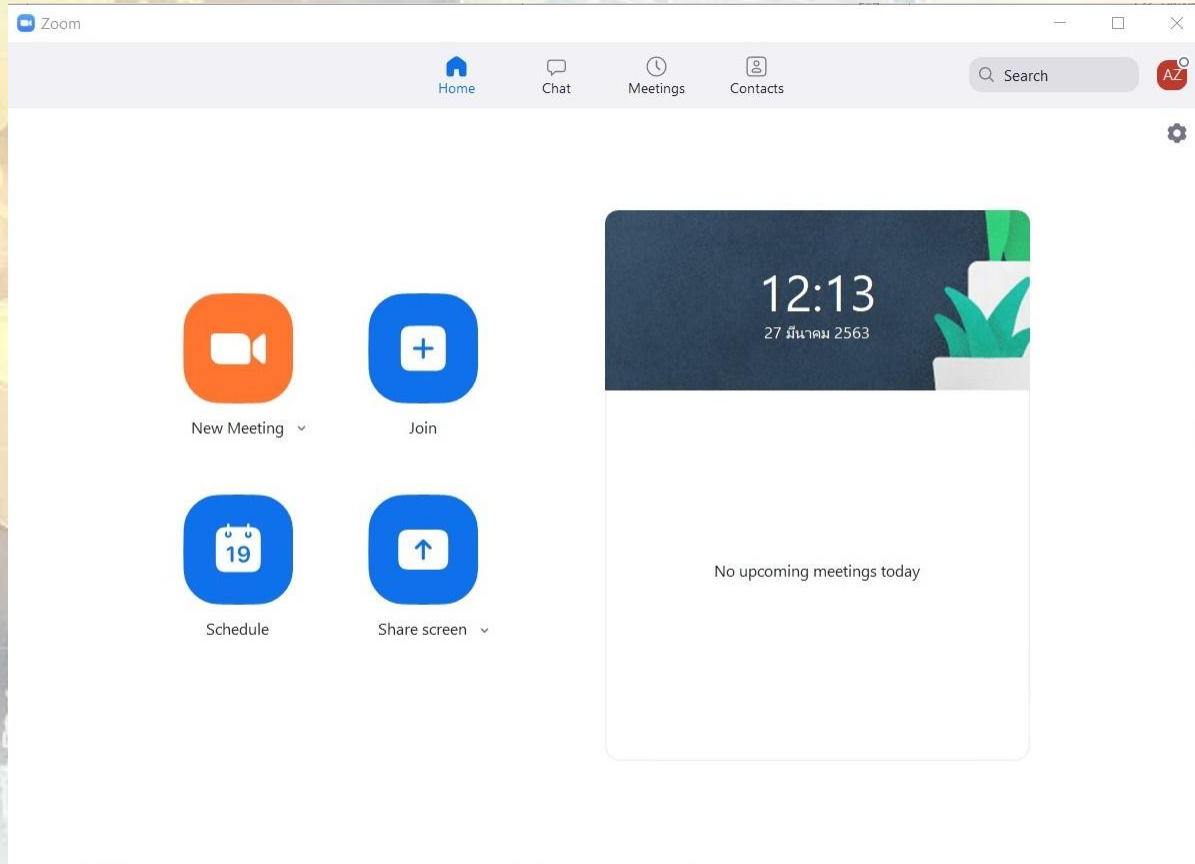 Zoom
Home
Chat
Meetings
Contacts
Search
AZ
12:13
27 มีนาคม 2563
New Meeting
Join
19
Schedule
Share screen
No upcoming meetings today